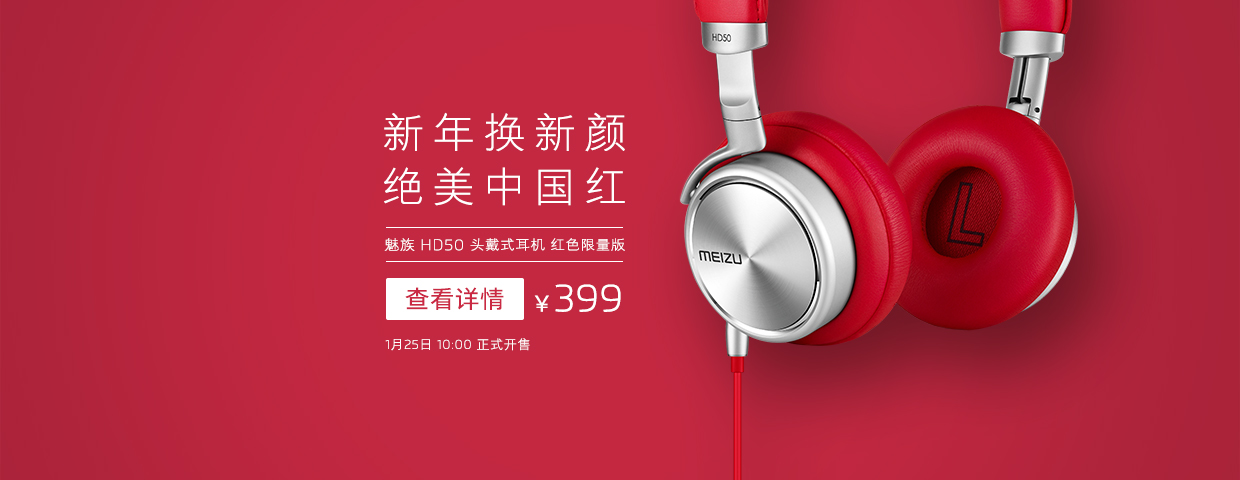 新年换新颜
绝美中国红
魅族 HD50 头戴式耳机 红色限量版
查看详情 ¥399
1月25日 10:00 正式开售
HD50
MEIZU
L